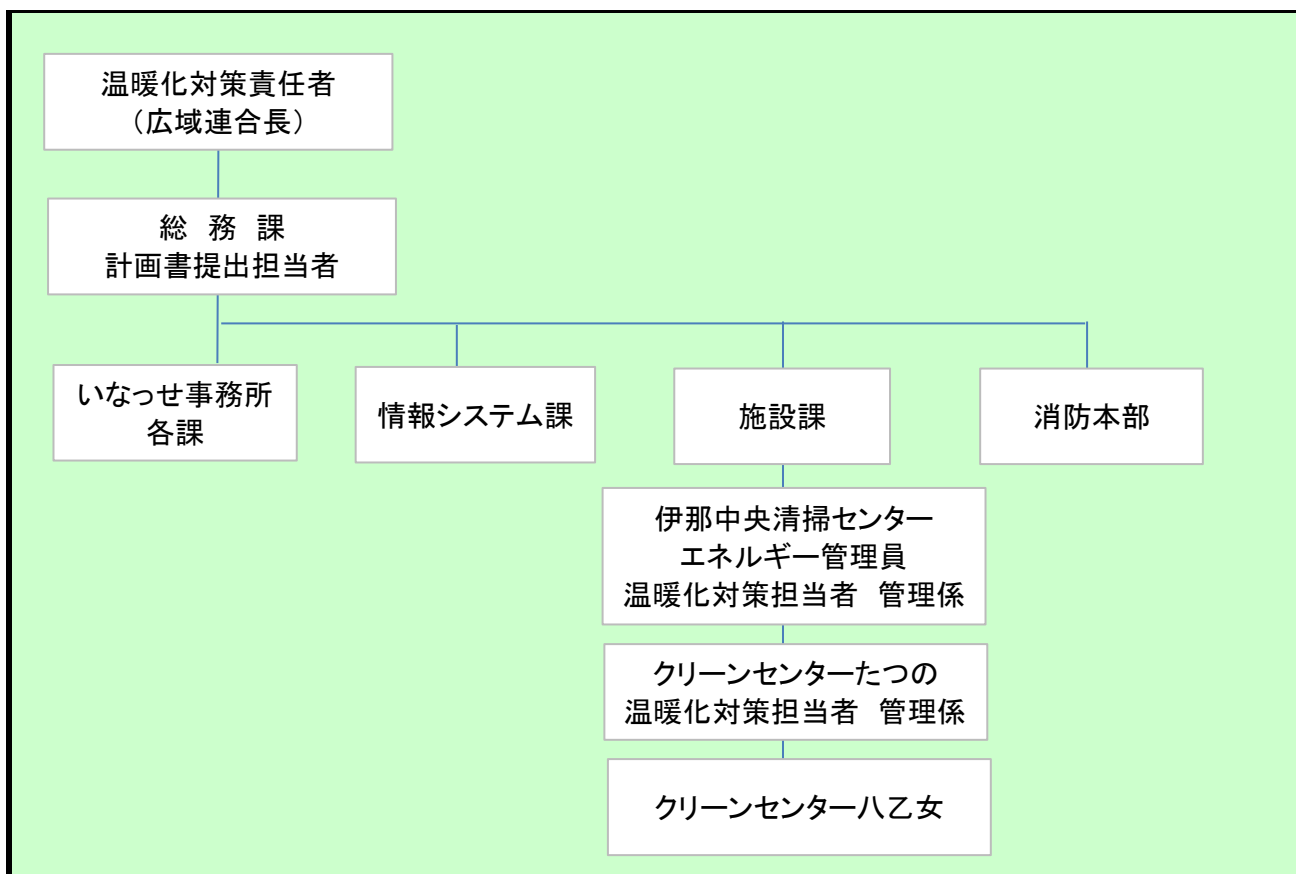 温暖化対策責任者
（広域連合長）
総　務　課
計画書提出担当者
いなっせ事務所
各課
情報システム課
施設課
消防本部
伊那中央清掃センター
エネルギー管理員
温暖化対策担当者　管理係
クリーンセンターたつの
温暖化対策担当者　管理係
クリーンセンター八乙女